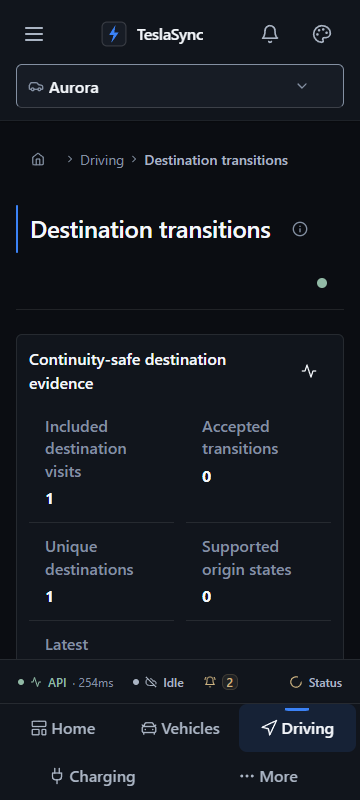 TeslaSync
Aurora
Driving
Destination transitions
Destination transitions
Continuity-safe destination
evidence
Included
destination
visits
1
Accepted
transitions
0
Unique
destinations
1
Supported
origin states
0
Latest
API · 254ms
Idle
2
Status
Home
Vehicles
Driving
Charging
More